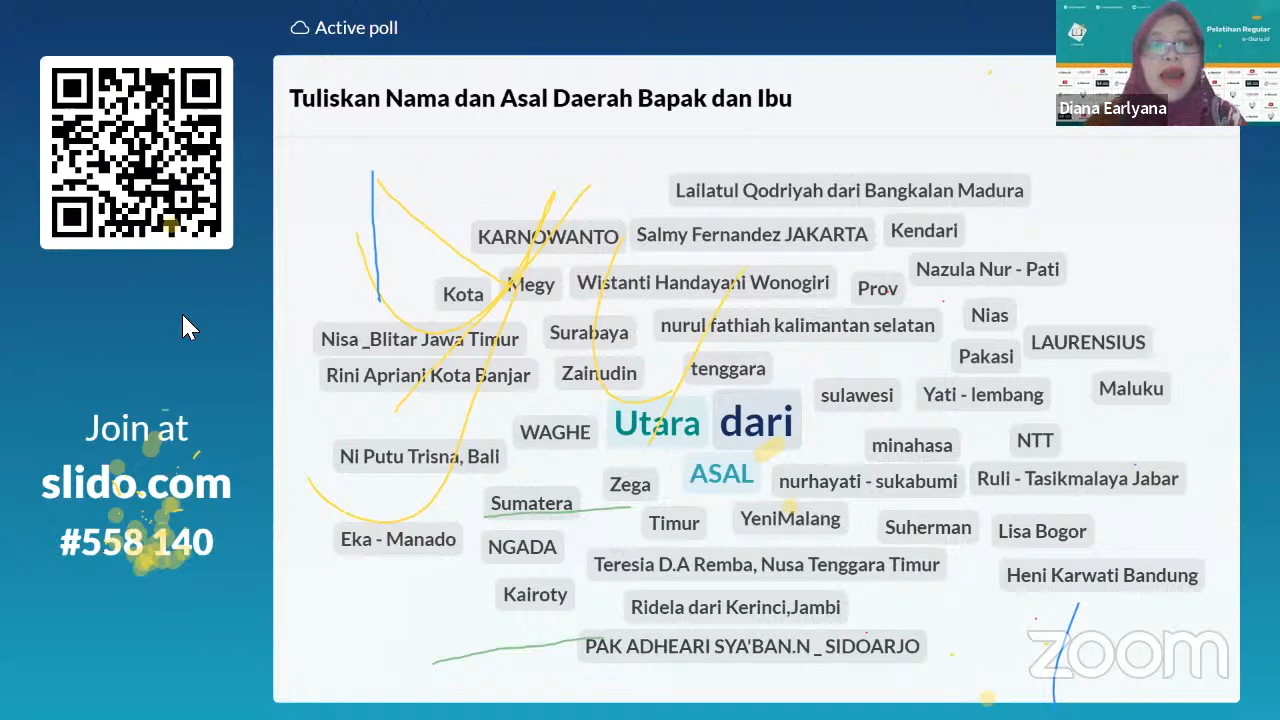 Active poll
Tuliskan Nama dan Asal Daerah Bapak dan Ibu
Pelatihan Regular
e-Guru.id
Diana Earlyana
Lailatul Qodriyah dari Bangkalan Madura
KARNOWANTO
Salmy Fernandez JAKARTA
Kendari
Nazula Nur - Pati
Kota
Megy
Wistanti Handayani Wonogiri
Prov
Nias
Nisa _Blitar Jawa Timur
Surabaya
nurul fathiah kalimantan selatan
LAURENSIUS
Pakasi
Rini Apriani Kota Banjar
Zainudin
tenggara
sulawesi
Yati - lembang
Maluku
WAGHE
Utara
dari
minahasa
NTT
Ni Putu Trisna, Bali
ASAL
Zega
nurhayati - sukabumi
Ruli - Tasikmalaya Jabar
Sumatera
Timur
YeniMalang
Suherman
Lisa Bogor
Eka - Manado
NGADA
Teresia D.A Remba, Nusa Tenggara Timur
Heni Karwati Bandung
Kairoty
Ridela dari Kerinci,Jambi
PAK ADHEARI SYA'BAN.N _ SIDOARJO
Join at
slido.com
#558 140
zoom